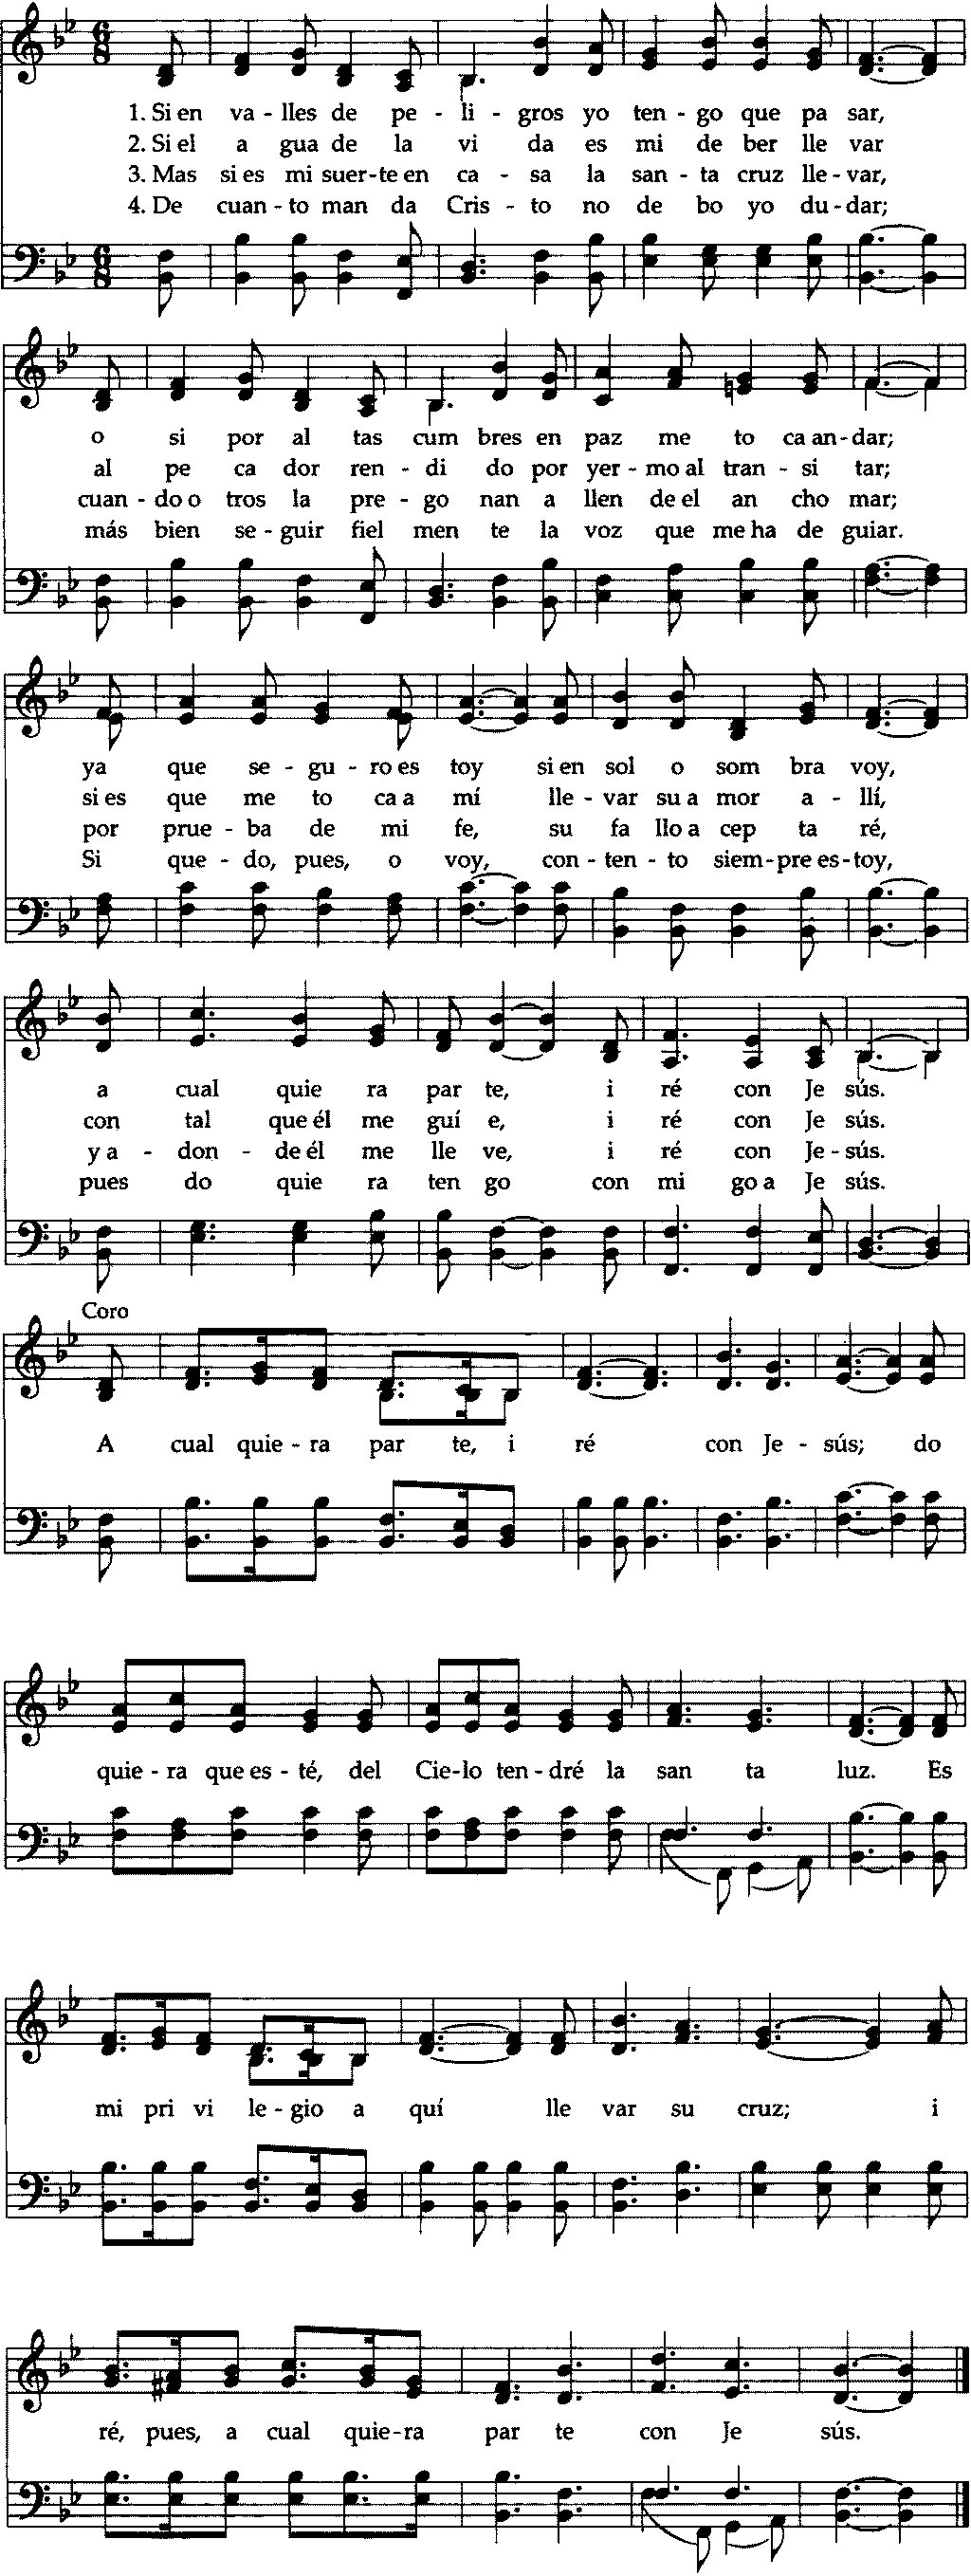 1. Si en va - lles de pe - li - gros yo ten - go que pa sar,
2. Si el a gua de la vi da es mi de ber lle var
3. Mas si es mi suer - te en ca - sa la san - ta cruz lle - var,
4. De cuan - to man da Cris - to no de bo yo du - dar;
o si por al tas cum bres en paz me to ca an - dar;
al pe ca dor ren - di do por yer - mo al tran - si tar;
cuan - do o tros la pre - go nan a llen de el an cho mar;
más bien se - guir fiel men te la voz que me ha de guiar.
ya que se - gu - ro es toy si en sol o som bra voy,
si es que me to ca a mí lle - var su a mor a - llí,
por prue - ba de mi fe, su fa llo a cep ta ré,
Si que - do, pues, o voy, con - ten - to siem - pre es - toy,
a cual quie ra par te, i ré con Je sús.
con tal que él me guí e, i ré con Je sús.
y a - don - de él me lle ve, i ré con Je - sús.
pues do quie ra ten go con mi go a Je sús.
Coro
A cual quie - ra par te, i ré con Je - sús; do
quie - ra que es - té, del Cie - lo ten - dré la san ta luz. Es
mi pri vi le - gio a quí lle var su cruz; i
ré, pues, a cual quie - ra par te con Je sús.